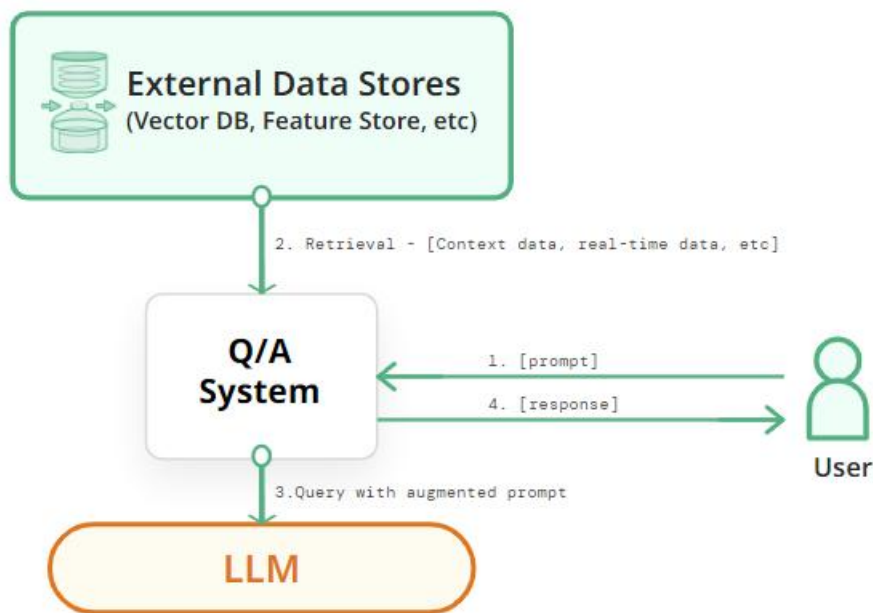 External Data Stores
(Vector DB, Feature Store, etc)
2. Retrieval - [Context data, real-time data, etc]
Q/A
System
1. [prompt]
4. [response]
User
3.Query with augmented prompt
LLM